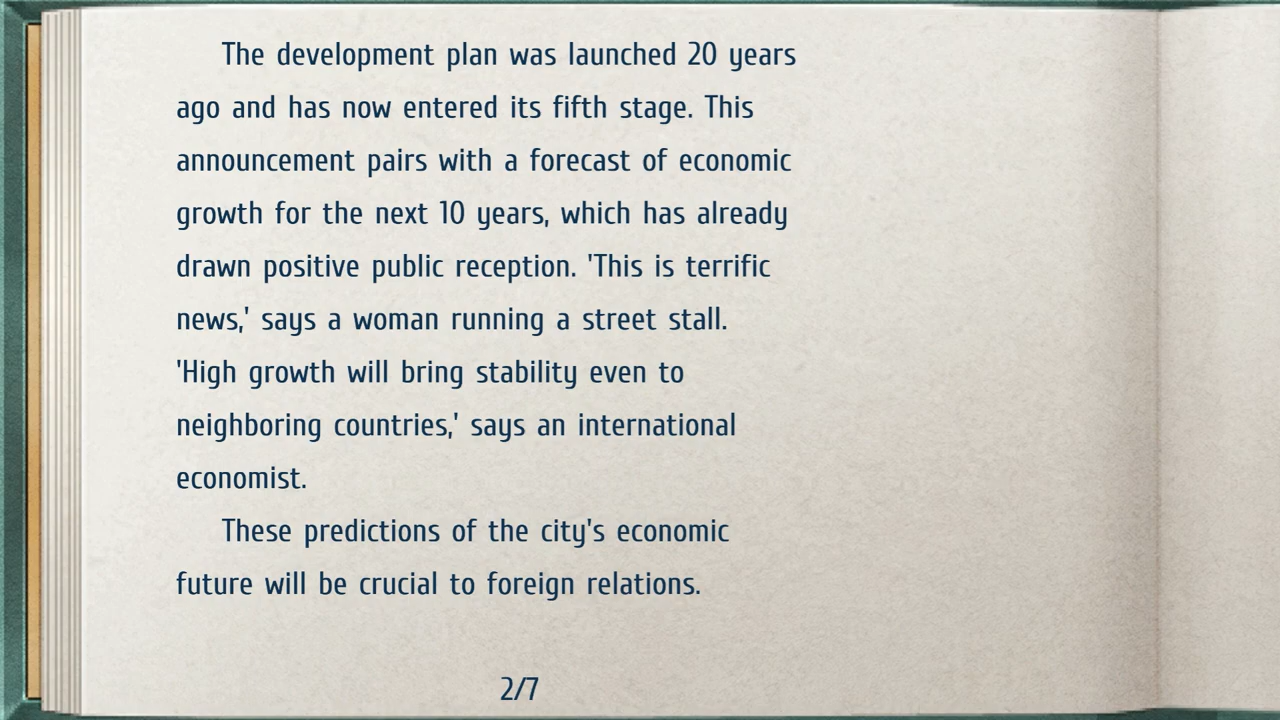 The development plan was launched 20 years
ago and has now entered its fifth stage. This
announcement pairs with a forecast of economic
growth for the next 10 years, which has already
drawn positive public reception. 'This is terrific
news,' says a woman running a street stall.
'High growth will bring stability even to
neighboring countries,' says an international
economist.
These predictions of the city's economic
future will be crucial to foreign relations.
2/7